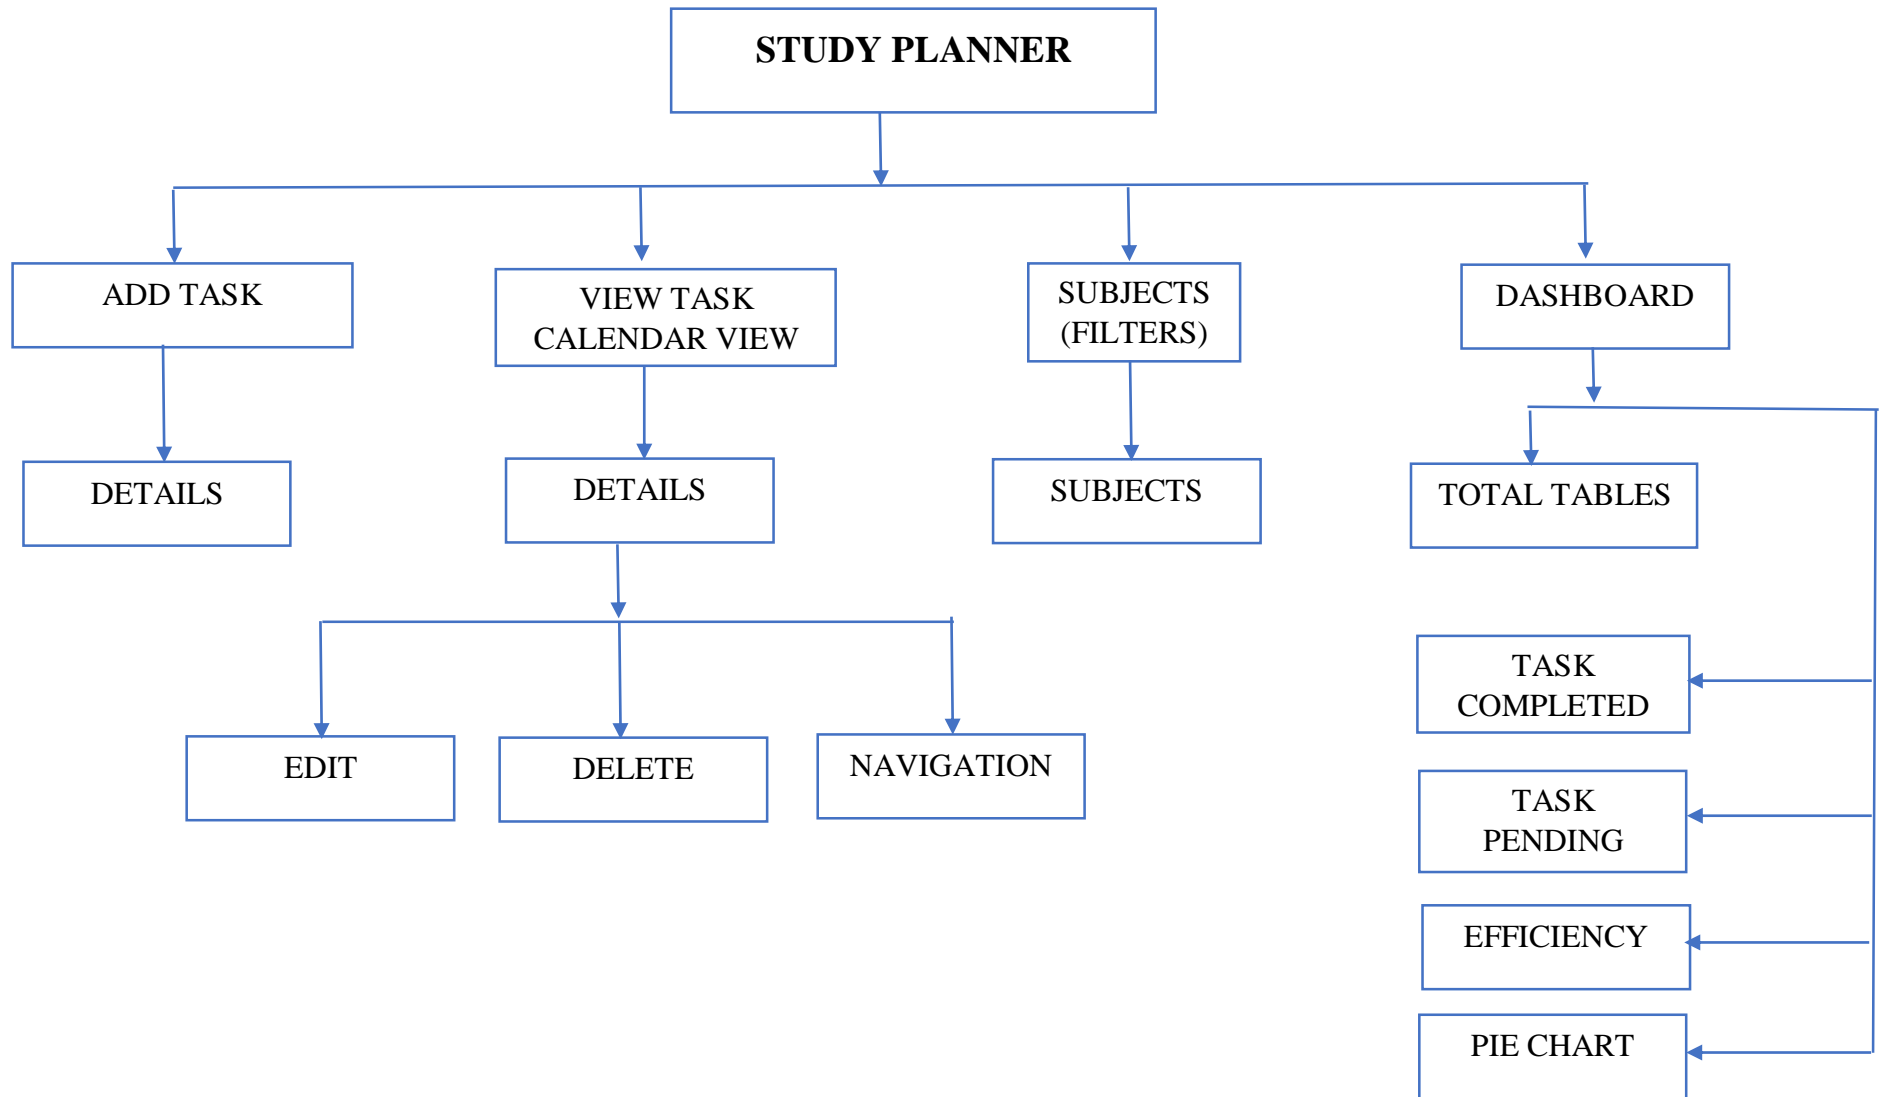 STUDY PLANNER
ADD TASK
VIEW TASK
CALENDAR VIEW
SUBJECTS
(FILTERS)
DASHBOARD
DETAILS
DETAILS
SUBJECTS
TOTAL TABLES
EDIT
DELETE
NAVIGATION
TASK
COMPLETED
TASK
PENDING
EFFICIENCY
PIE CHART